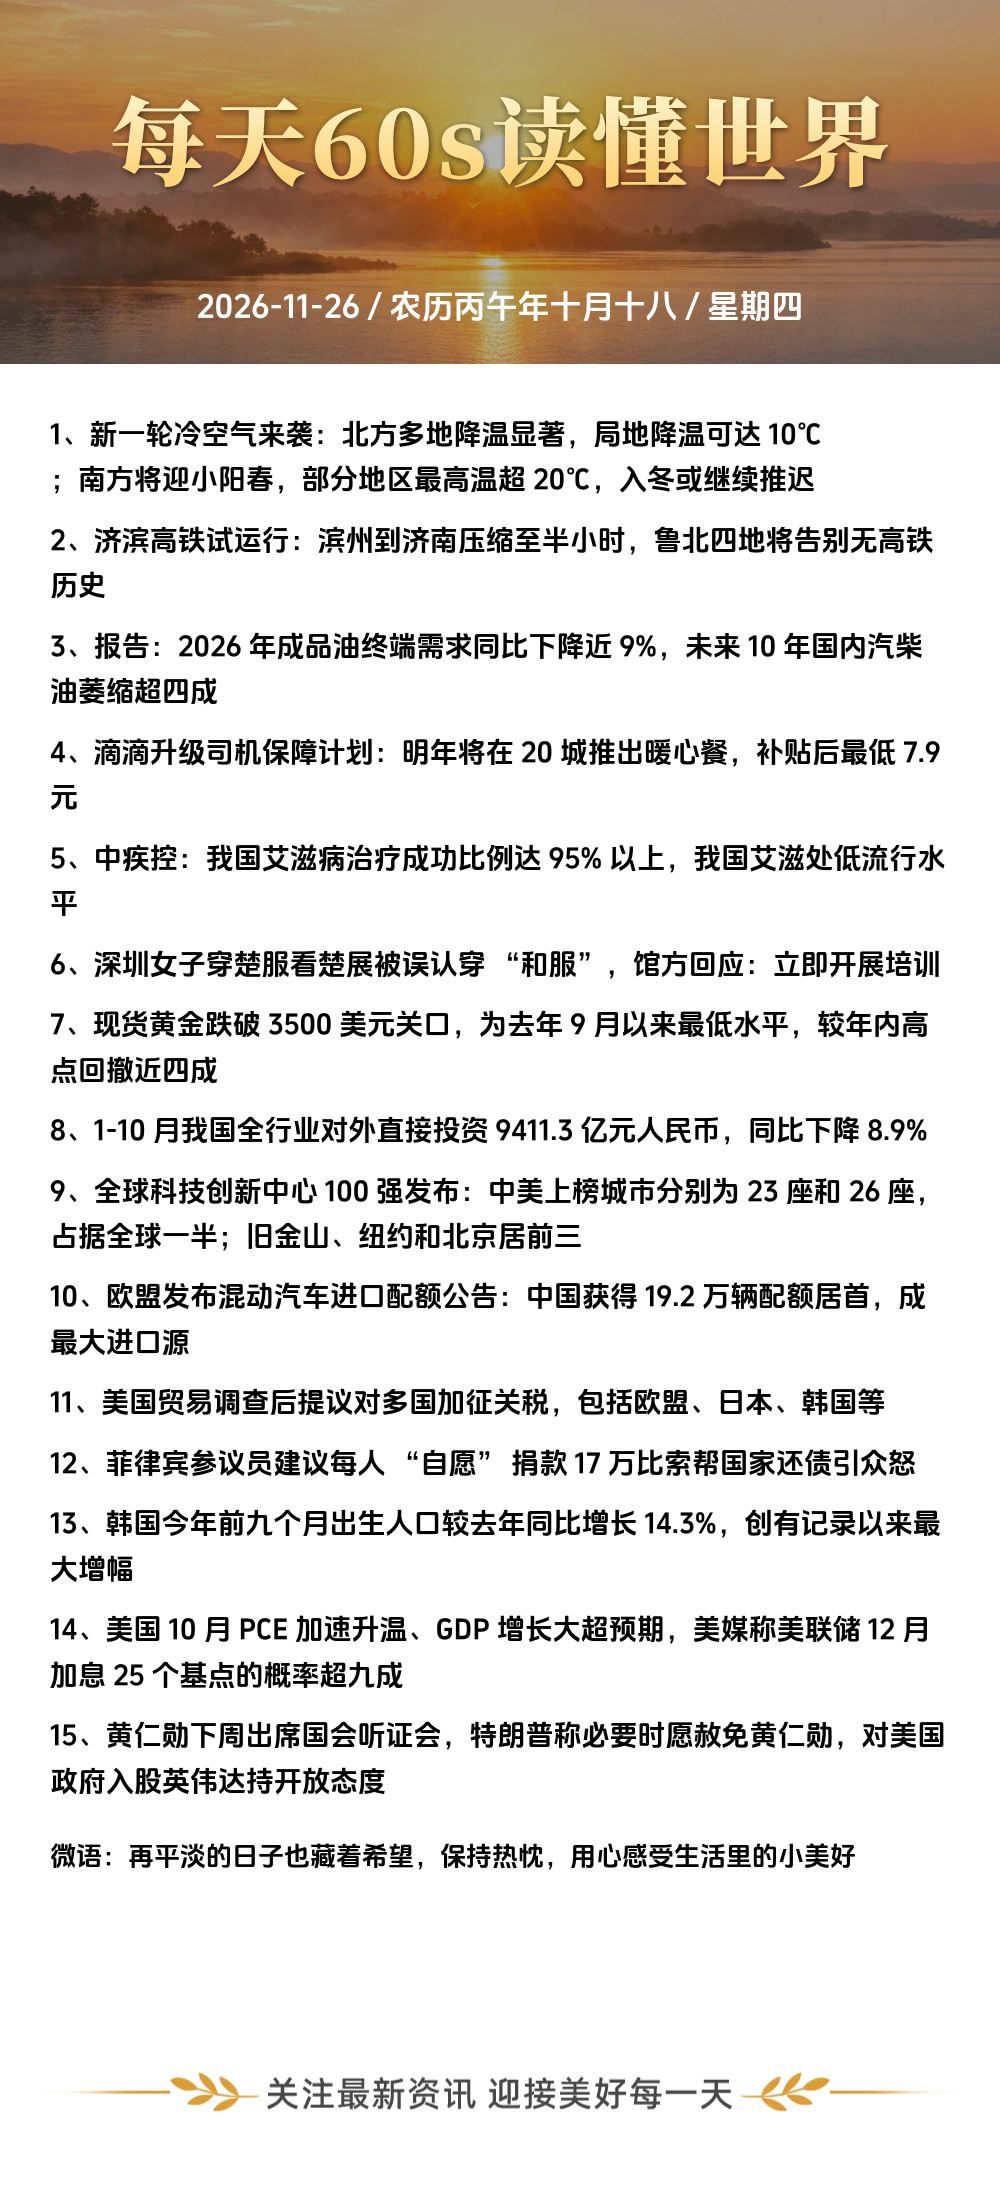 每天60s读懂世界
2026-11-26 / 农历丙午年十月十八 / 星期四
1、新一轮冷空气来袭：北方多地降温显著，局地降温可达 10℃
；南方将迎小阳春，部分地区最高温超 20℃，入冬或继续推迟
2、济滨高铁试运行：滨州到济南压缩至半小时，鲁北四地将告别无高铁
历史
3、报告：2026 年成品油终端需求同比下降近 9%，未来 10 年国内汽柴
油萎缩超四成
4、滴滴升级司机保障计划：明年将在 20 城推出暖心餐，补贴后最低 7.9
元
5、中疾控：我国艾滋病治疗成功比例达 95% 以上，我国艾滋处低流行水
平
6、深圳女子穿楚服看楚展被误认穿 “和服” ，馆方回应：立即开展培训
7、现货黄金跌破 3500 美元关口，为去年 9 月以来最低水平，较年内高
点回撤近四成
8、1-10 月我国全行业对外直接投资 9411.3 亿元人民币，同比下降 8.9%
9、全球科技创新中心 100 强发布：中美上榜城市分别为 23 座和 26 座，
占据全球一半；旧金山、纽约和北京居前三
10、欧盟发布混动汽车进口配额公告：中国获得 19.2 万辆配额居首，成
最大进口源
11、美国贸易调查后提议对多国加征关税，包括欧盟、日本、韩国等
12、菲律宾参议员建议每人 “自愿” 捐款 17 万比索帮国家还债引众怒
13、韩国今年前九个月出生人口较去年同比增长 14.3%，创有记录以来最
大增幅
14、美国 10 月 PCE 加速升温、GDP 增长大超预期，美媒称美联储 12 月
加息 25 个基点的概率超九成
15、黄仁勋下周出席国会听证会，特朗普称必要时愿赦免黄仁勋，对美国
政府入股英伟达持开放态度
微语：再平淡的日子也藏着希望，保持热忱，用心感受生活里的小美好
关注最新资讯 迎接美好每一天